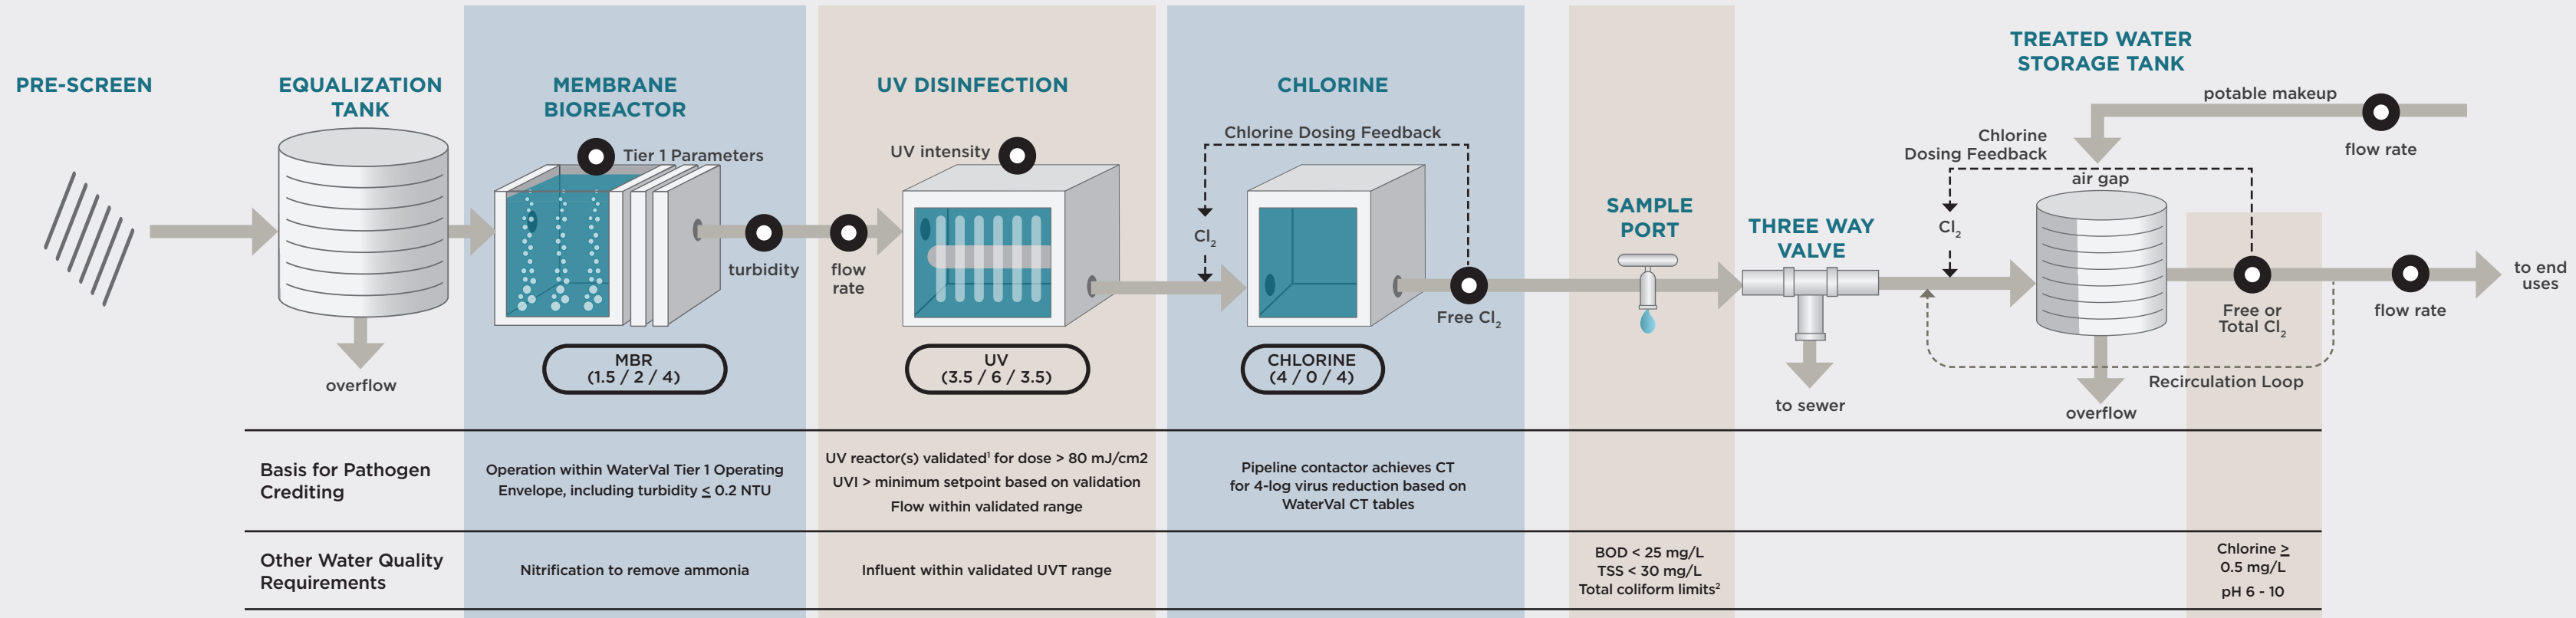 PRE-SCREEN
EQUALIZATION
TANK
overflow
MEMBRANE
BIOREACTOR
Tier 1 Parameters
turbidity
MBR
(1.5 / 2 / 4)
flow
rate
UV DISINFECTION
UV intensity
UV
(3.5 / 6 / 3.5)
CHLORINE
Chlorine Dosing Feedback
Cl₂
Free Cl₂
CHLORINE
(4 / 0 / 4)
SAMPLE
PORT
THREE WAY
VALVE
to sewer
TREATED WATER
STORAGE TANK
potable makeup
flow rate
Chlorine
Dosing Feedback
air gap
Cl₂
Free or
Total Cl₂
Recirculation Loop
overflow
flow rate
to end
uses
Basis for Pathogen
Crediting
Operation within WaterVal Tier 1 Operating
Envelope, including turbidity ≤ 0.2 NTU
UV reactor(s) validated¹ for dose > 80 mJ/cm2
UVI > minimum setpoint based on validation
Flow within validated range
Pipeline contactor achieves CT
for 4-log virus reduction based on
WaterVal CT tables
Other Water Quality
Requirements
Nitrification to remove ammonia
Influent within validated UVT range
BOD < 25 mg/L
TSS < 30 mg/L
Total coliform limits²
Chlorine ≥
0.5 mg/L
pH 6 - 10